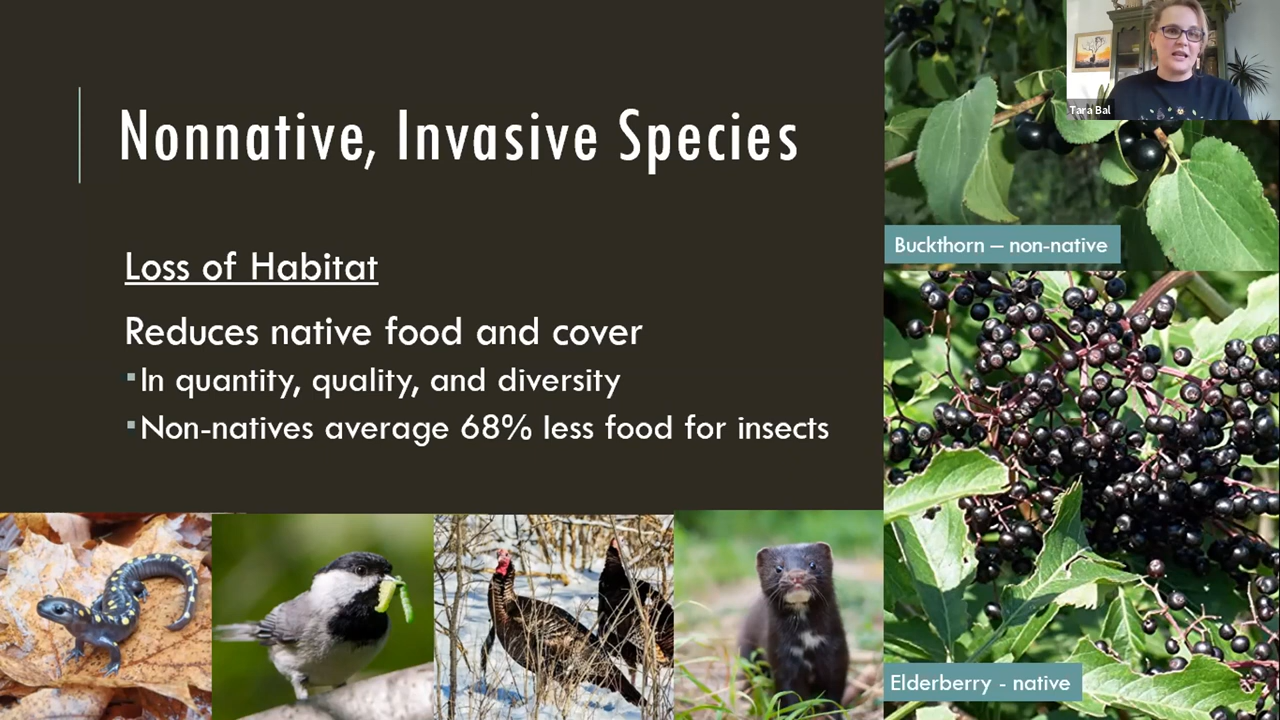 Nonnative, Invasive Species
Loss of Habitat
Reduces native food and cover
▪In quantity, quality, and diversity
▪Non-natives average 68% less food for insects
Tara Bal
Buckthorn – non-native
Elderberry - native